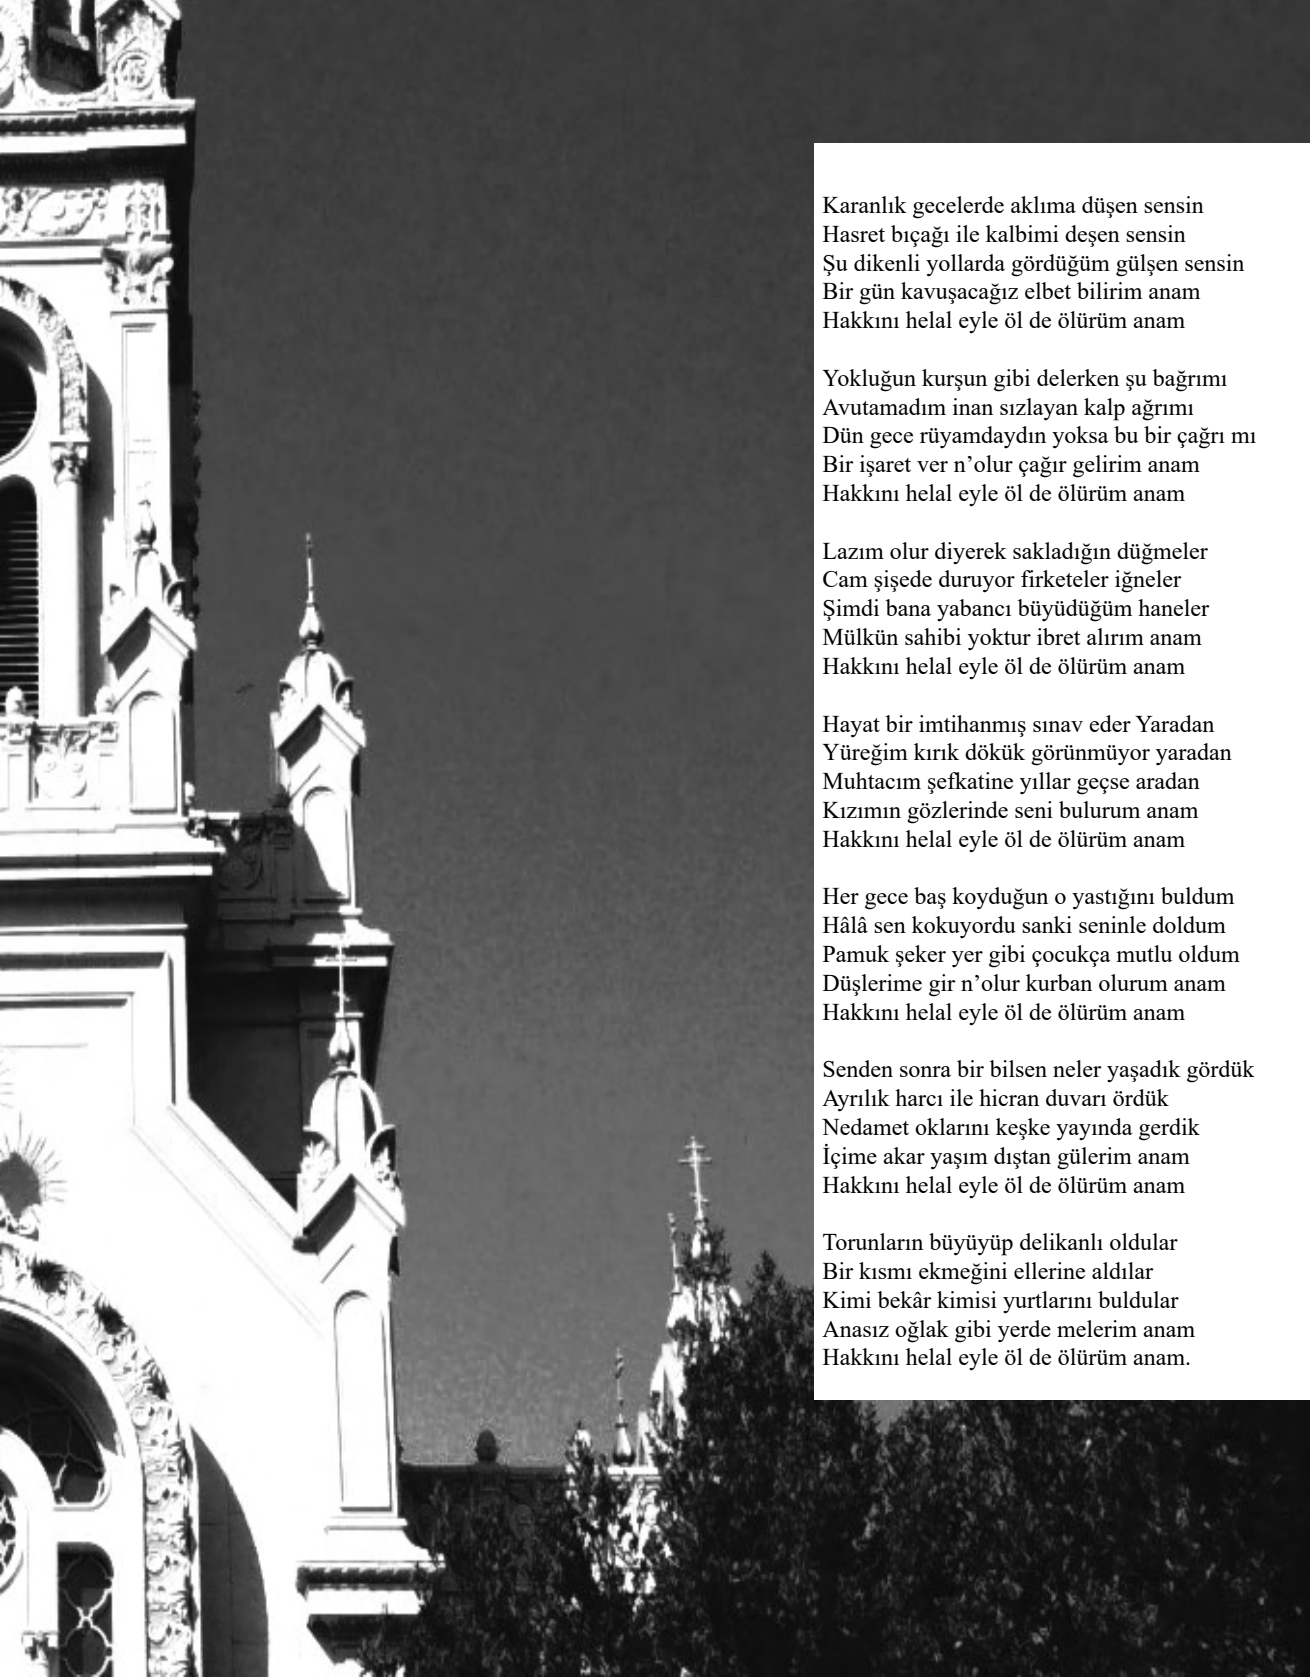 Karanlık gecelerde aklıma düşen sensin
Hasret bıçağı ile kalbimi deşen sensin
Şu dikenli yollarda gördüğüm gülşen sensin
Bir gün kavuşacağız elbet bilirim anam
Hakkını helal eyle öl de ölürüm anam

Yokluğun kurşun gibi delerken şu bağrımı
Avutamadım inan sızlayan kalp ağrımı
Dün gece rüyamdaydın yoksa bu bir çağrı mı
Bir işaret ver n’olur çağır gelirim anam
Hakkını helal eyle öl de ölürüm anam

Lazım olur diyerek sakladığın düğmeler
Cam şişede duruyor firketeler iğneler
Şimdi bana yabancı büyüdüğüm haneler
Mülkün sahibi yoktur ibret alırım anam
Hakkını helal eyle öl de ölürüm anam

Hayat bir imtihanmış sınav eder Yaradan
Yüreğim kırık dökük görünmüyor yaradan
Muhtacım şefkatine yıllar geçse aradan
Kızımın gözlerinde seni bulurum anam
Hakkını helal eyle öl de ölürüm anam

Her gece baş koyduğun o yastığını buldum
Hâlâ sen kokuyordu sanki seninle doldum
Pamuk şeker yer gibi çocukça mutlu oldum
Düşlerime gir n’olur kurban olurum anam
Hakkını helal eyle öl de ölürüm anam

Senden sonra bir bilsen neler yaşadık gördük
Ayrılık harcı ile hicran duvarı ördük
Nedamet oklarını keşke yayında gerdik
İçime akar yaşım dıştan gülerim anam
Hakkını helal eyle öl de ölürüm anam

Torunların büyüyüp delikanlı oldular
Bir kısmı ekmeğini ellerine aldılar
Kimi bekâr kimisi yurtlarını buldular
Anasız oğlak gibi yerde melerim anam
Hakkını helal eyle öl de ölürüm anam.